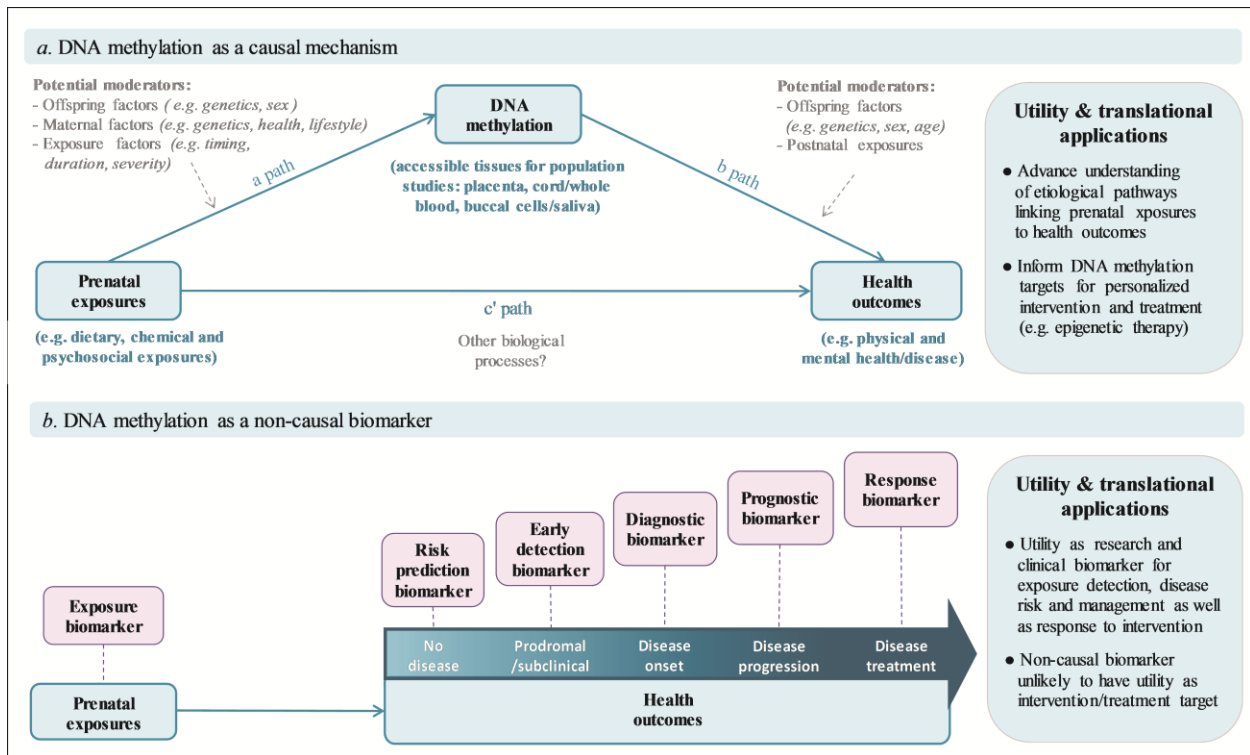 a. DNA methylation as a causal mechanism
Potential moderators:
- Offspring factors ( e.g. genetics, sex )
- Maternal factors (e.g. genetics, health, lifestyle)
- Exposure factors (e.g. timing,
duration, severity)
a path
DNA
methylation
(accessible tissues for population
studies: placenta, cord/whole
blood, buccal cells/saliva)
b path
Potential moderators:
- Offspring factors
(e.g. genetics, sex, age)
- Postnatal exposures
Prenatal
exposures
(e.g. dietary, chemical and
psychosocial exposures)
c' path
Other biological
processes?
Health
outcomes
(e.g. physical and
mental health/disease)
Utility & translational
applications
● Advance understanding
of etiological pathways
linking prenatal xposures
to health outcomes
● Inform DNA methylation
targets for personalized
intervention and treatment
(e.g. epigenetic therapy)
b. DNA methylation as a non-causal biomarker
Exposure
biomarker
Prenatal
exposures
Risk
prediction
biomarker
Early
detection
biomarker
Diagnostic
biomarker
Prognostic
biomarker
Response
biomarker
No
disease
Prodromal
/subclinical
Disease
onset
Disease
progression
Disease
treatment
Health
outcomes
Utility & translational
applications
● Utility as research and
clinical biomarker for
exposure detection, disease
risk and management as well
as response to intervention
● Non-causal biomarker
unlikely to have utility as
intervention/treatment target